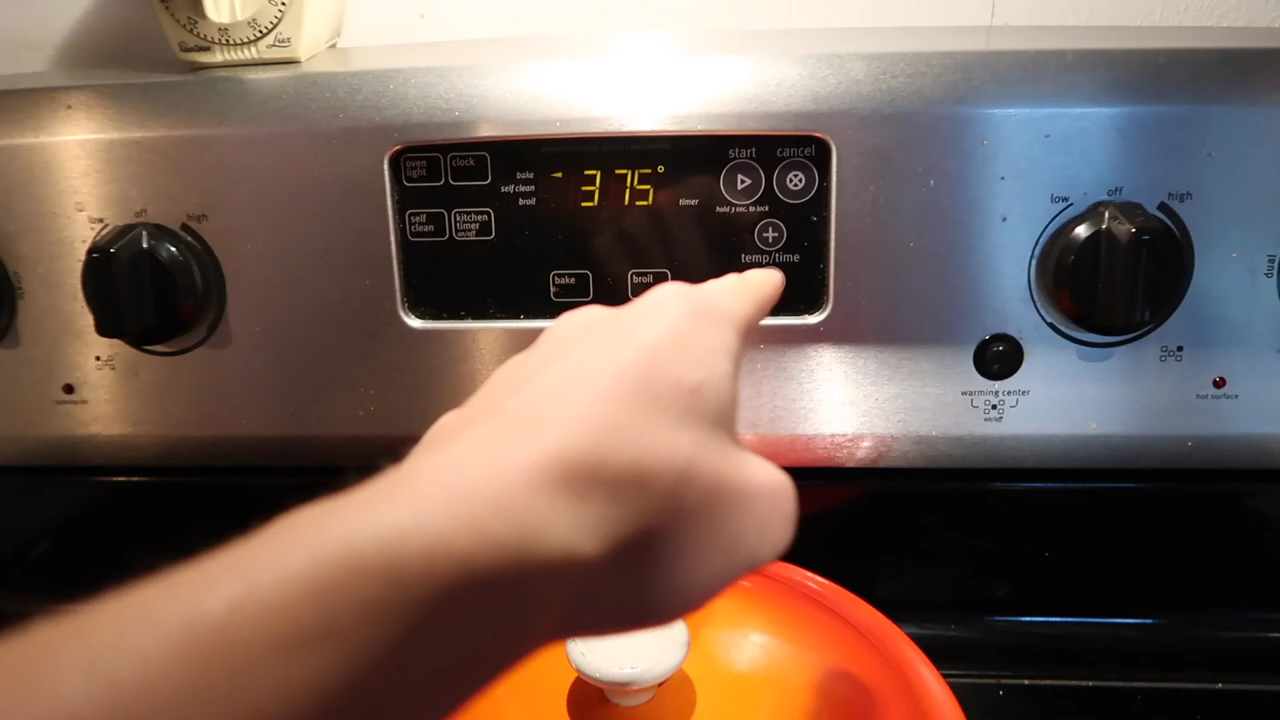 Lux
oven
light
clock
self
clean
kitchen
timer
on/off
bake
self clean
broil
375°
timer
start
cancel
hold 3 sec. to lock
temp/time
bake
broil
low
off
high
low
off
high
dual
warming center
on/off
hot surface